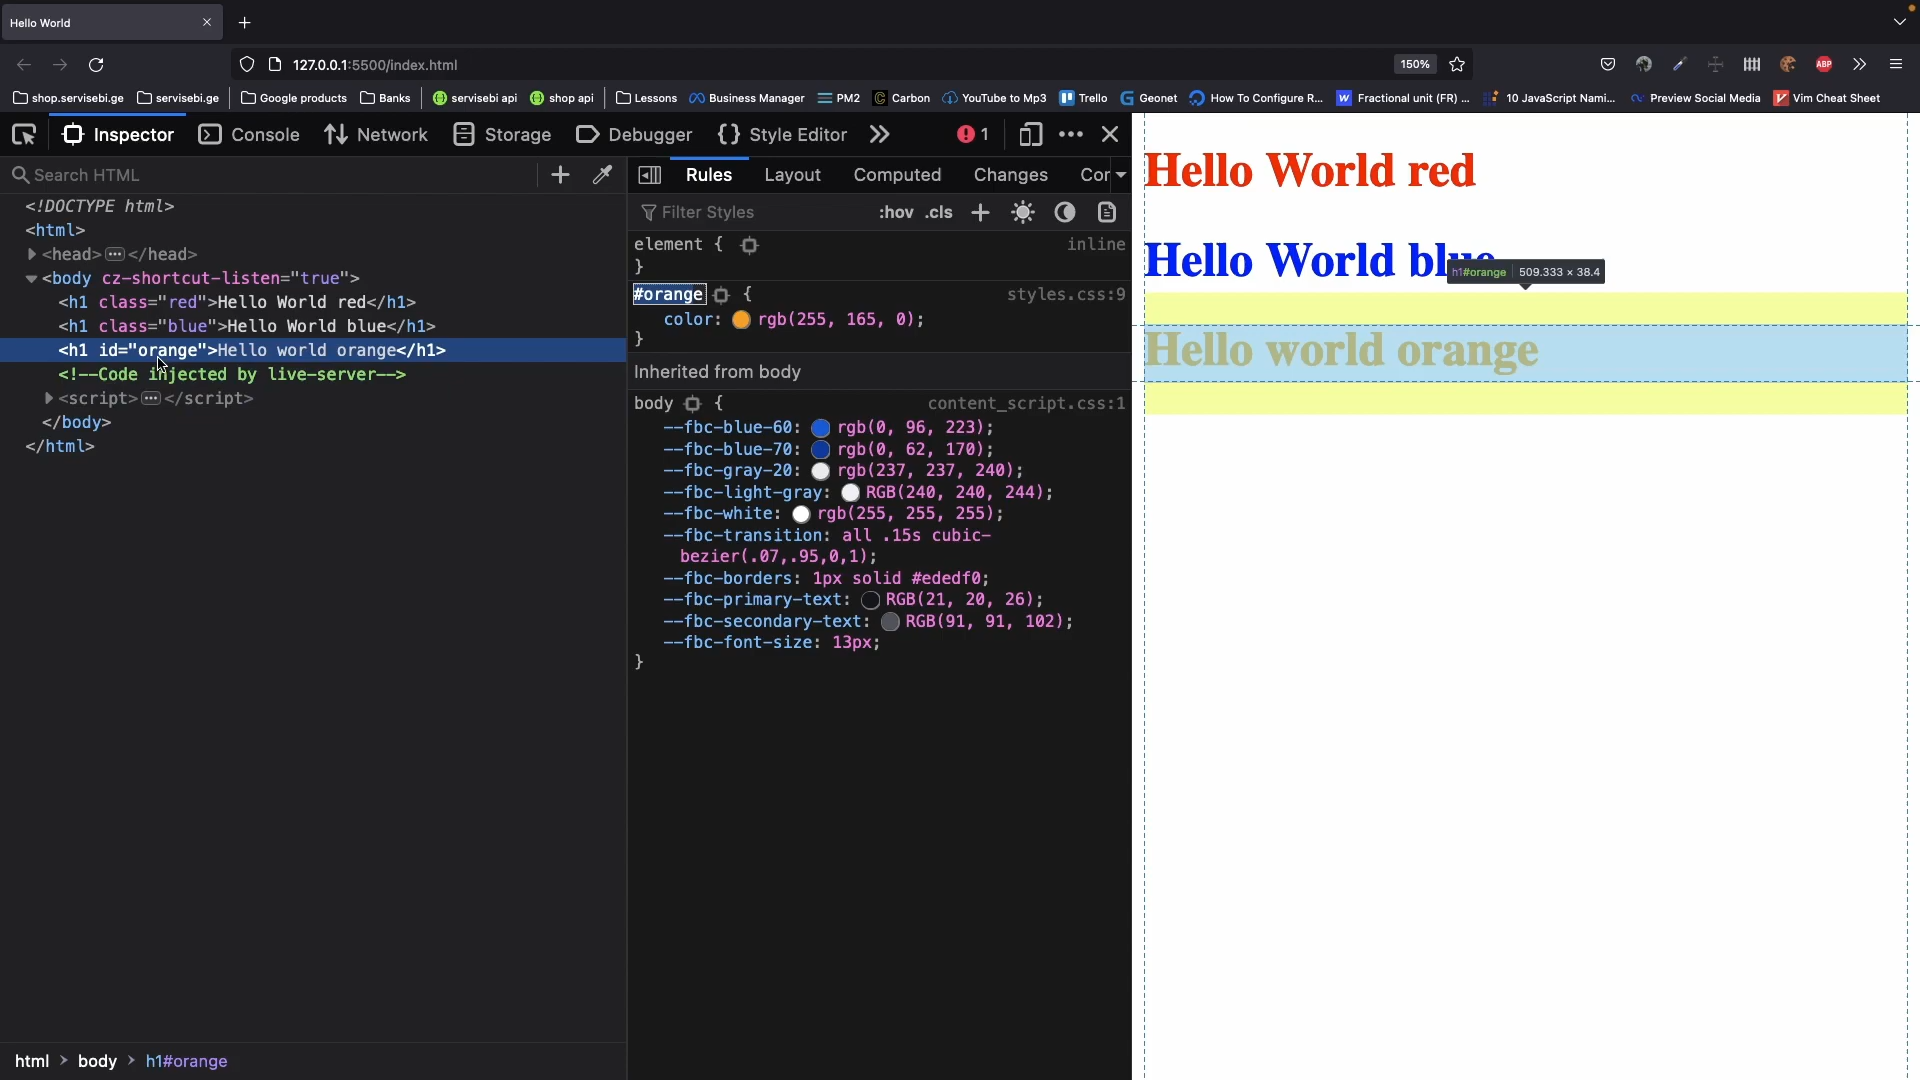 Hello World
127.0.0.1:5500/index.html
150%
ABP
shop.servisebi.ge servisebi.ge Google products Banks servisebi api shop api Lessons Business Manager PM2 Carbon YouTube to Mp3 Trello Geonet How To Configure R... Fractional unit (FR) ... 10 JavaScript Nami... Preview Social Media Vim Cheat Sheet
Inspector Console Network Storage Debugger {} Style Editor 1
Search HTML
<!DOCTYPE html>
<html>
<head> </head>
<body cz-shortcut-listen="true">
<h1 class="red">Hello World red</h1>
<h1 class="blue">Hello World blue</h1>
<h1 id="orange">Hello world orange</h1>
<!--Code injected by live-server-->
<script> </script>
</body>
</html>
html > body > h1#orange
Rules Layout Computed Changes Cor
Filter Styles :hov .cls
element { inline
}
#orange { styles.css:9
color: rgb(255, 165, 0);
}
Inherited from body
body { content_script.css:1
--fbc-blue-60: rgb(0, 96, 223);
--fbc-blue-70: rgb(0, 62, 170);
--fbc-gray-20: rgb(237, 237, 240);
--fbc-light-gray: RGB(240, 240, 244);
--fbc-white: rgb(255, 255, 255);
--fbc-transition: all .15s cubic-
bezier(.07,.95,0,1);
--fbc-borders: 1px solid #ededf0;
--fbc-primary-text: RGB(21, 20, 26);
--fbc-secondary-text: RGB(91, 91, 102);
--fbc-font-size: 13px;
}
Hello World red
Hello World blue
h1#orange 509.333 × 38.4
Hello world orange